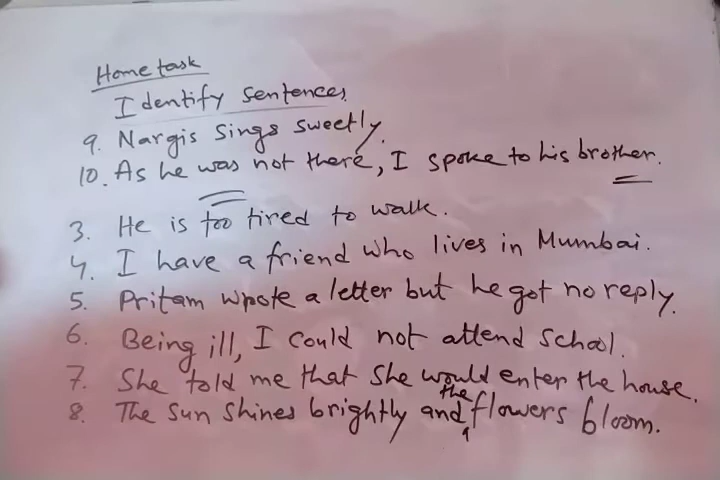 Home task
Identify sentences.
9. Nargis sings sweetly.
10. As he was not there, I spoke to his brother.
3. He is too tired to walk.
4. I have a friend who lives in Mumbai.
5. Pritam wrote a letter but he got no reply.
6. Being ill, I could not attend school.
7. She told me that she would enter the house.
8. The sun shines brightly and the flowers bloom.